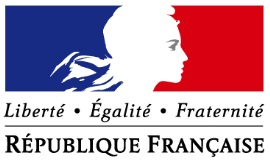 Liberté • Égalité • Fraternité
RÉPUBLIQUE FRANÇAISE